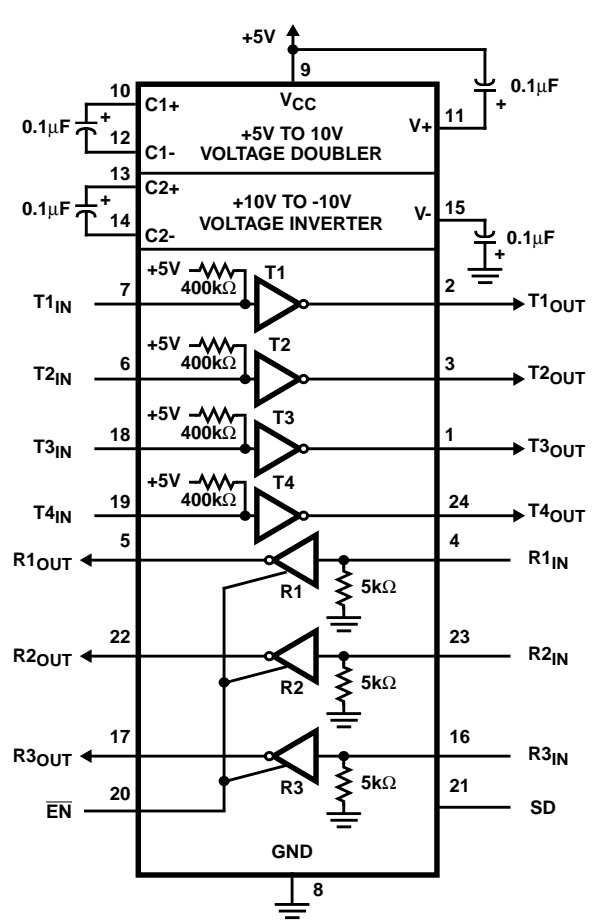 +5V
9
10
C1+
VCC
0.1μF
+
+
0.1μF
12
C1-
+5V TO 10V
VOLTAGE DOUBLER
V+
11
+
13
C2+
0.1μF
+
14
C2-
+10V TO -10V
VOLTAGE INVERTER
V-
15
0.1μF
+
+5V
400kΩ
T1
T1IN
7
2
T1OUT
+5V
400kΩ
T2
T2IN
6
3
T2OUT
+5V
400kΩ
T3
T3IN
18
1
T3OUT
+5V
400kΩ
T4
T4IN
19
24
T4OUT
R1OUT
5
4
R1IN
R1
5kΩ
R2OUT
22
23
R2IN
R2
5kΩ
R3OUT
17
16
R3IN
R3
5kΩ
EN
20
21
SD
GND
8